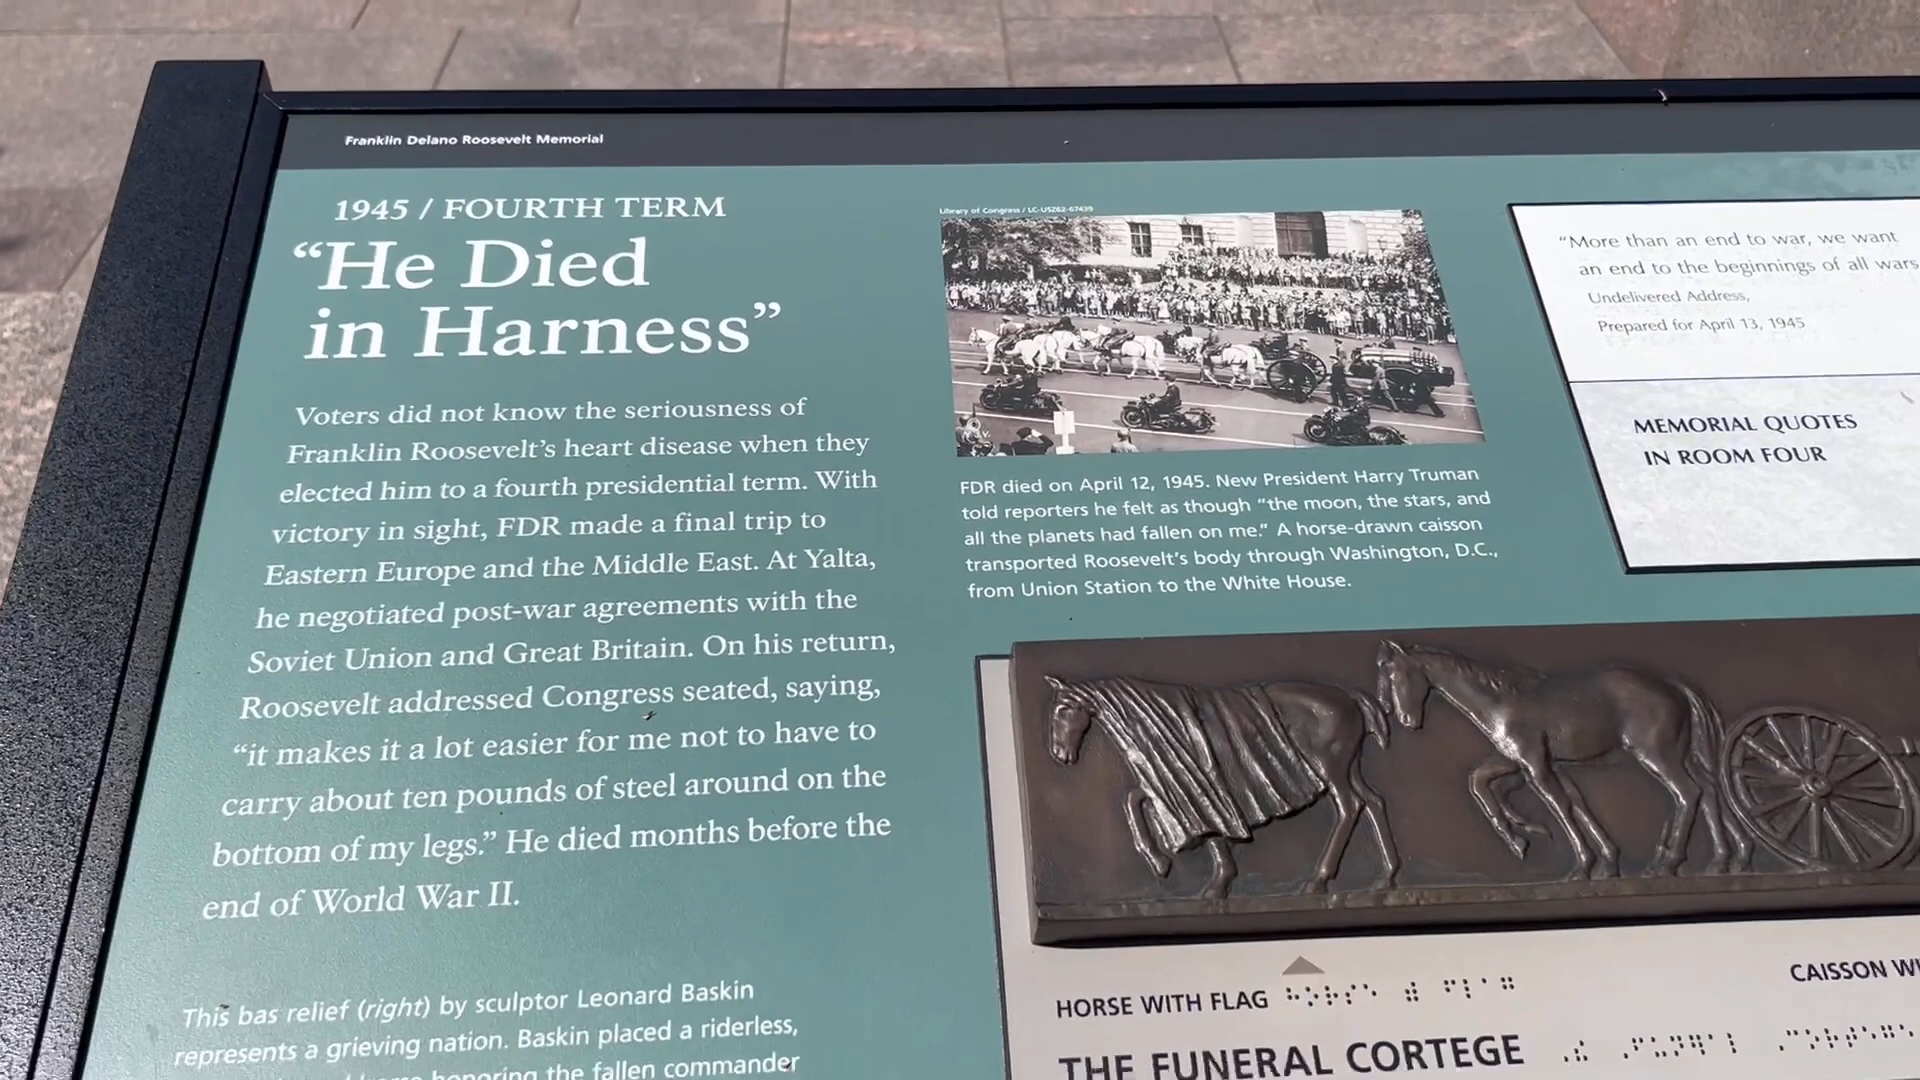 Franklin Delano Roosevelt Memorial
1945 / FOURTH TERM
“He Died
in Harness”
Voters did not know the seriousness of
Franklin Roosevelt’s heart disease when they
elected him to a fourth presidential term. With
victory in sight, FDR made a final trip to
Eastern Europe and the Middle East. At Yalta,
he negotiated post-war agreements with the
Soviet Union and Great Britain. On his return,
Roosevelt addressed Congress seated, saying,
“it makes it a lot easier for me not to have to
carry about ten pounds of steel around on the
bottom of my legs.” He died months before the
end of World War II.
This bas relief (right) by sculptor Leonard Baskin
represents a grieving nation. Baskin placed a riderless,
honoring the fallen commander
Library of Congress / LC-USZ62-67439
FDR died on April 12, 1945. New President Harry Truman
told reporters he felt as though “the moon, the stars, and
all the planets had fallen on me.” A horse-drawn caisson
transported Roosevelt’s body through Washington, D.C.,
from Union Station to the White House.
“More than an end to war, we want
an end to the beginnings of all wars
Undelivered Address,
Prepared for April 13, 1945
MEMORIAL QUOTES
IN ROOM FOUR
HORSE WITH FLAG
CAISSON
THE FUNERAL CORTEGE